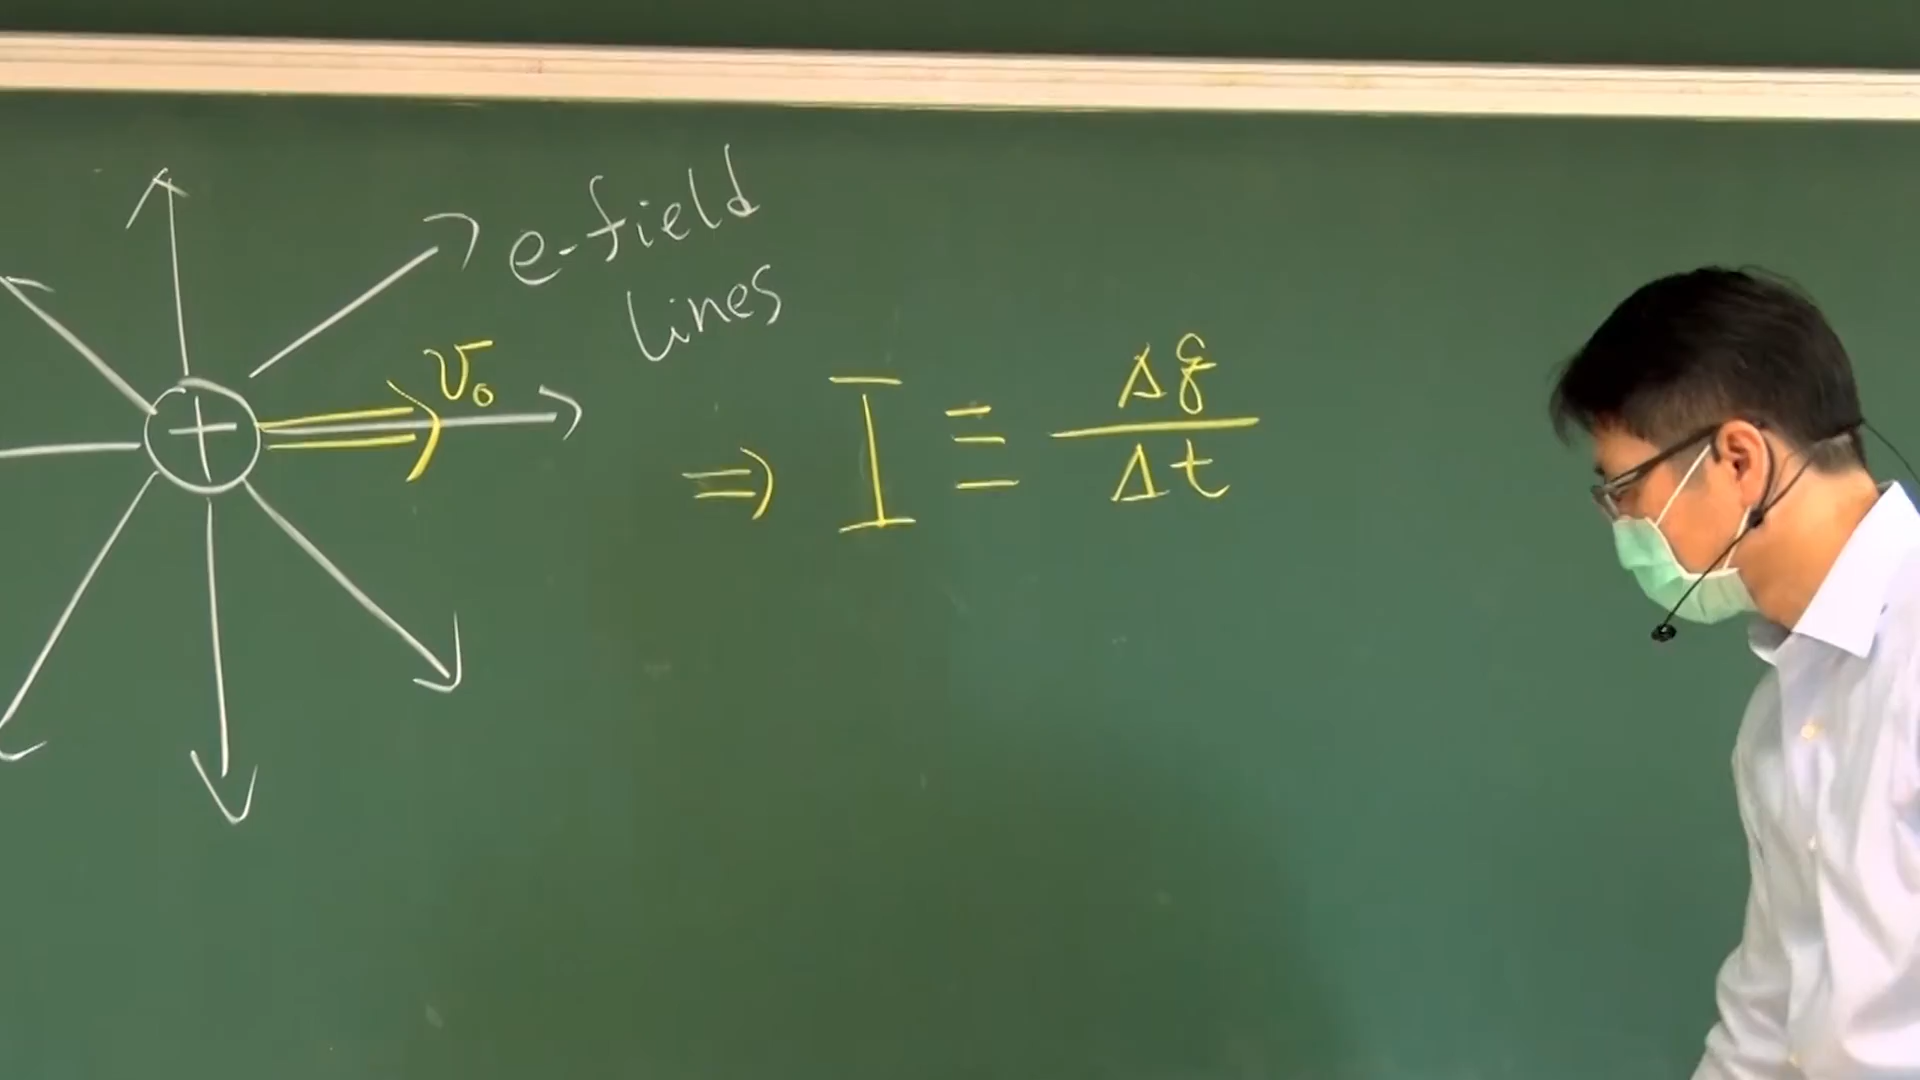 e-field
lines
+
v₀
⇒ I ≡ Δq/Δt